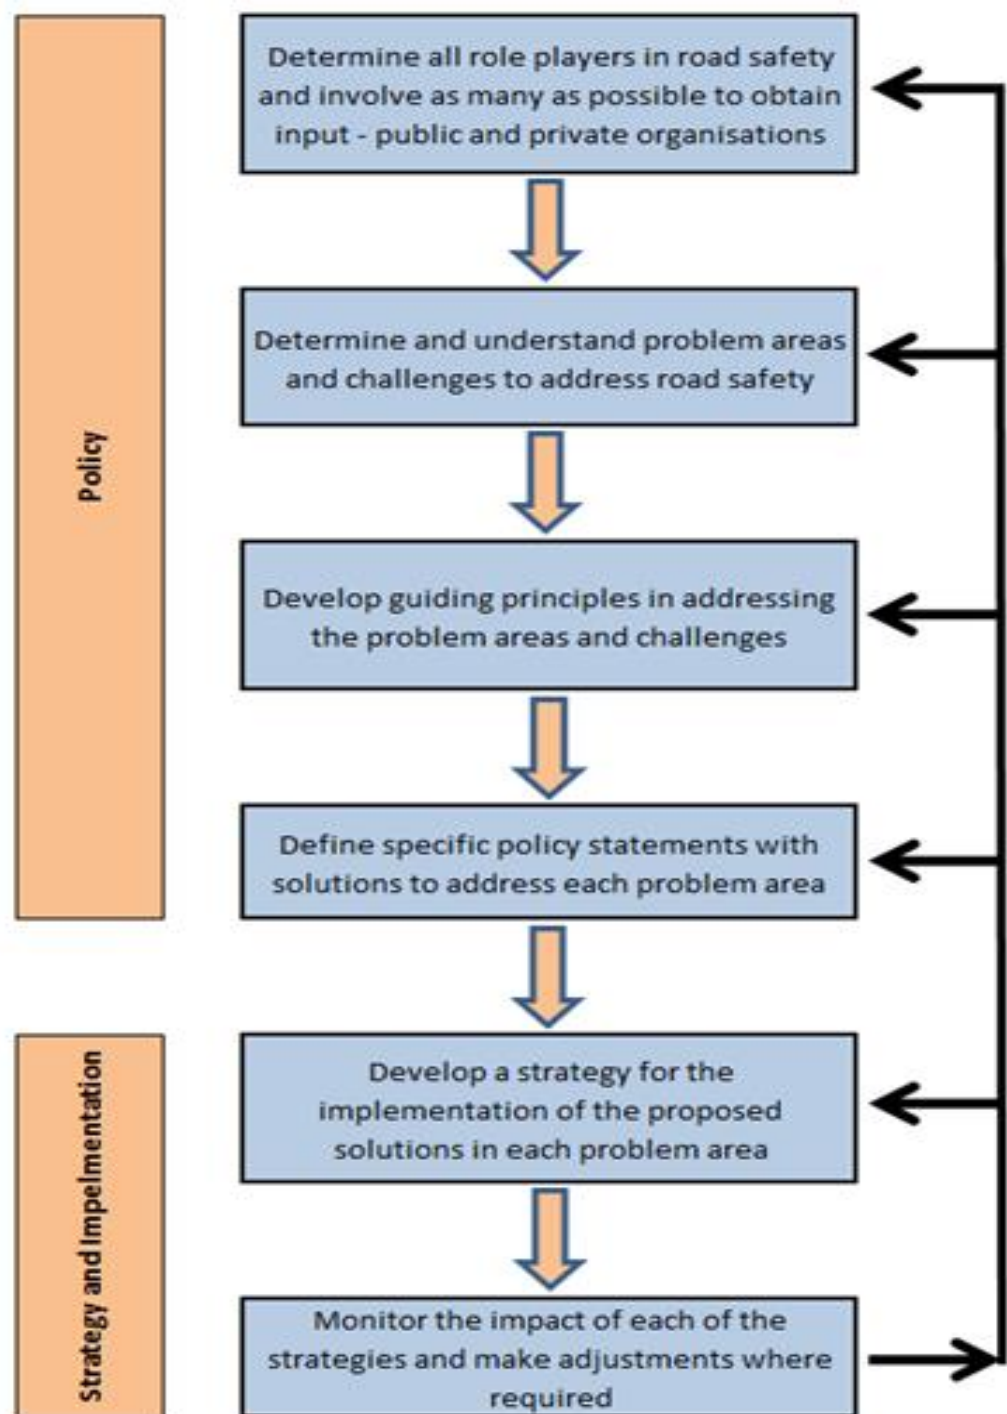 Policy
Determine all role players in road safety
and involve as many as possible to obtain
input - public and private organisations
Determine and understand problem areas
and challenges to address road safety
Develop guiding principles in addressing
the problem areas and challenges
Define specific policy statements with
solutions to address each problem area
Strategy and Impelmentation
Develop a strategy for the
implementation of the proposed
solutions in each problem area
Monitor the impact of each of the
strategies and make adjustments where
required